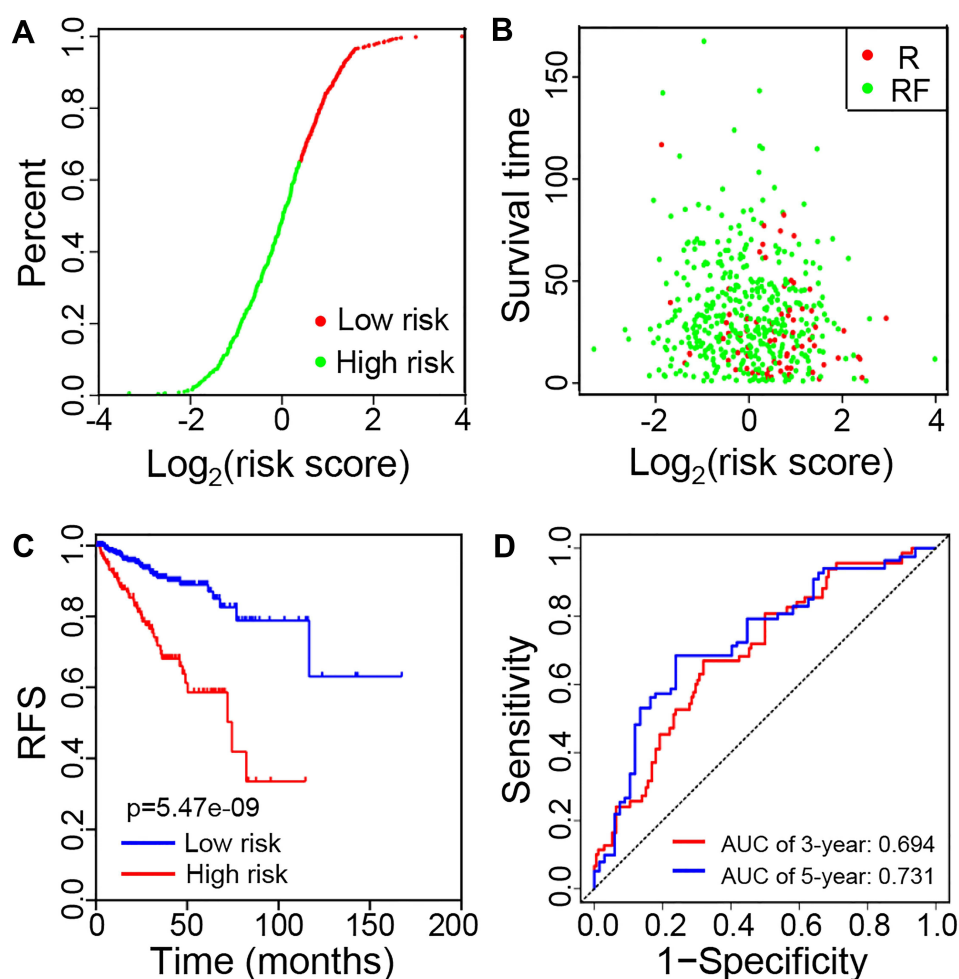 A
1.0
0.8
0.6
0.4
0.2
0.0
Percent
Low risk
High risk
-4
-2
0
2
4
Log2(risk score)
B
150
100
50
0
Survival time
R
RF
-2
0
2
4
Log2(risk score)
C
1.0
0.8
0.6
0.4
0.2
0.0
RFS
p=5.47e-09
Low risk
High risk
0
50
100
150
200
Time (months)
D
1.0
0.8
0.6
0.4
0.2
0.0
Sensitivity
AUC of 3-year: 0.694
AUC of 5-year: 0.731
0.0
0.2
0.4
0.6
0.8
1.0
1−Specificity